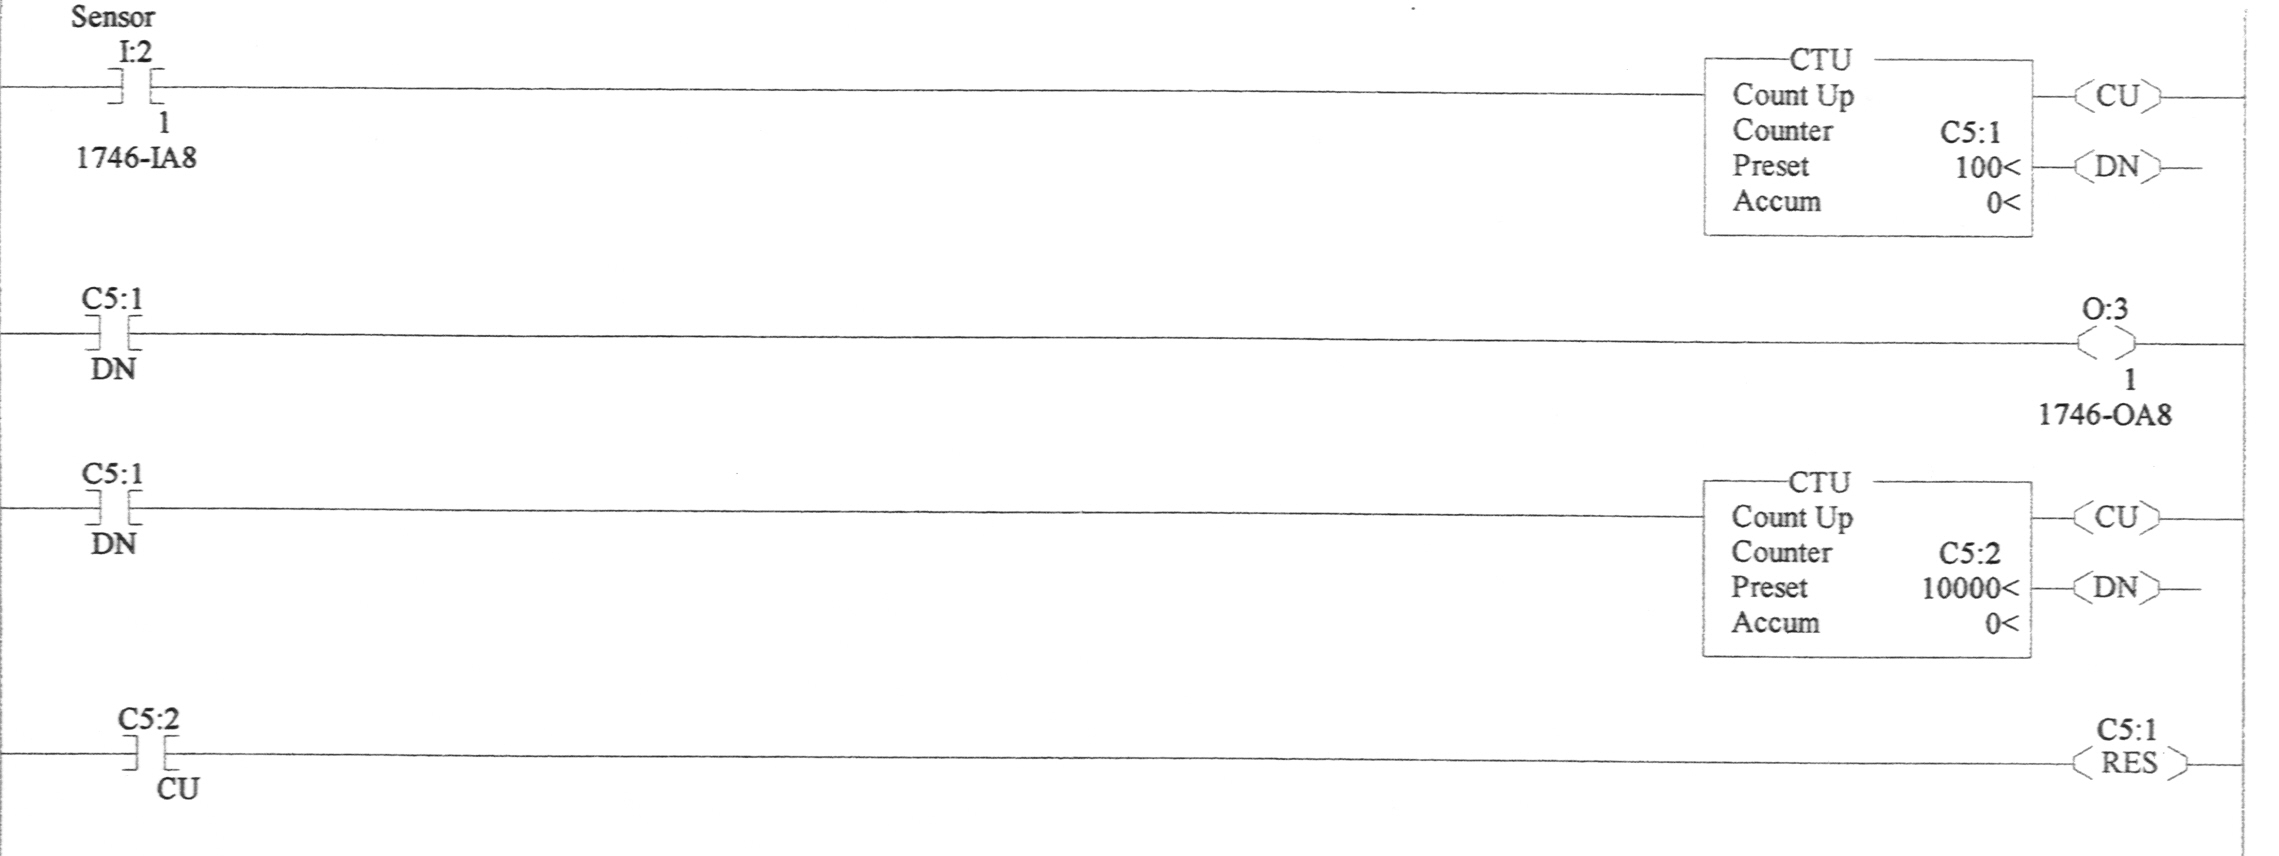 Sensor
I:2
1
1746-IA8
CTU
Count Up
Counter C5:1
Preset 100<
Accum 0<
CU
DN
C5:1
DN
O:3
1
1746-OA8
C5:1
DN
CTU
Count Up
Counter C5:2
Preset 10000<
Accum 0<
CU
DN
C5:2
CU
C5:1
RES